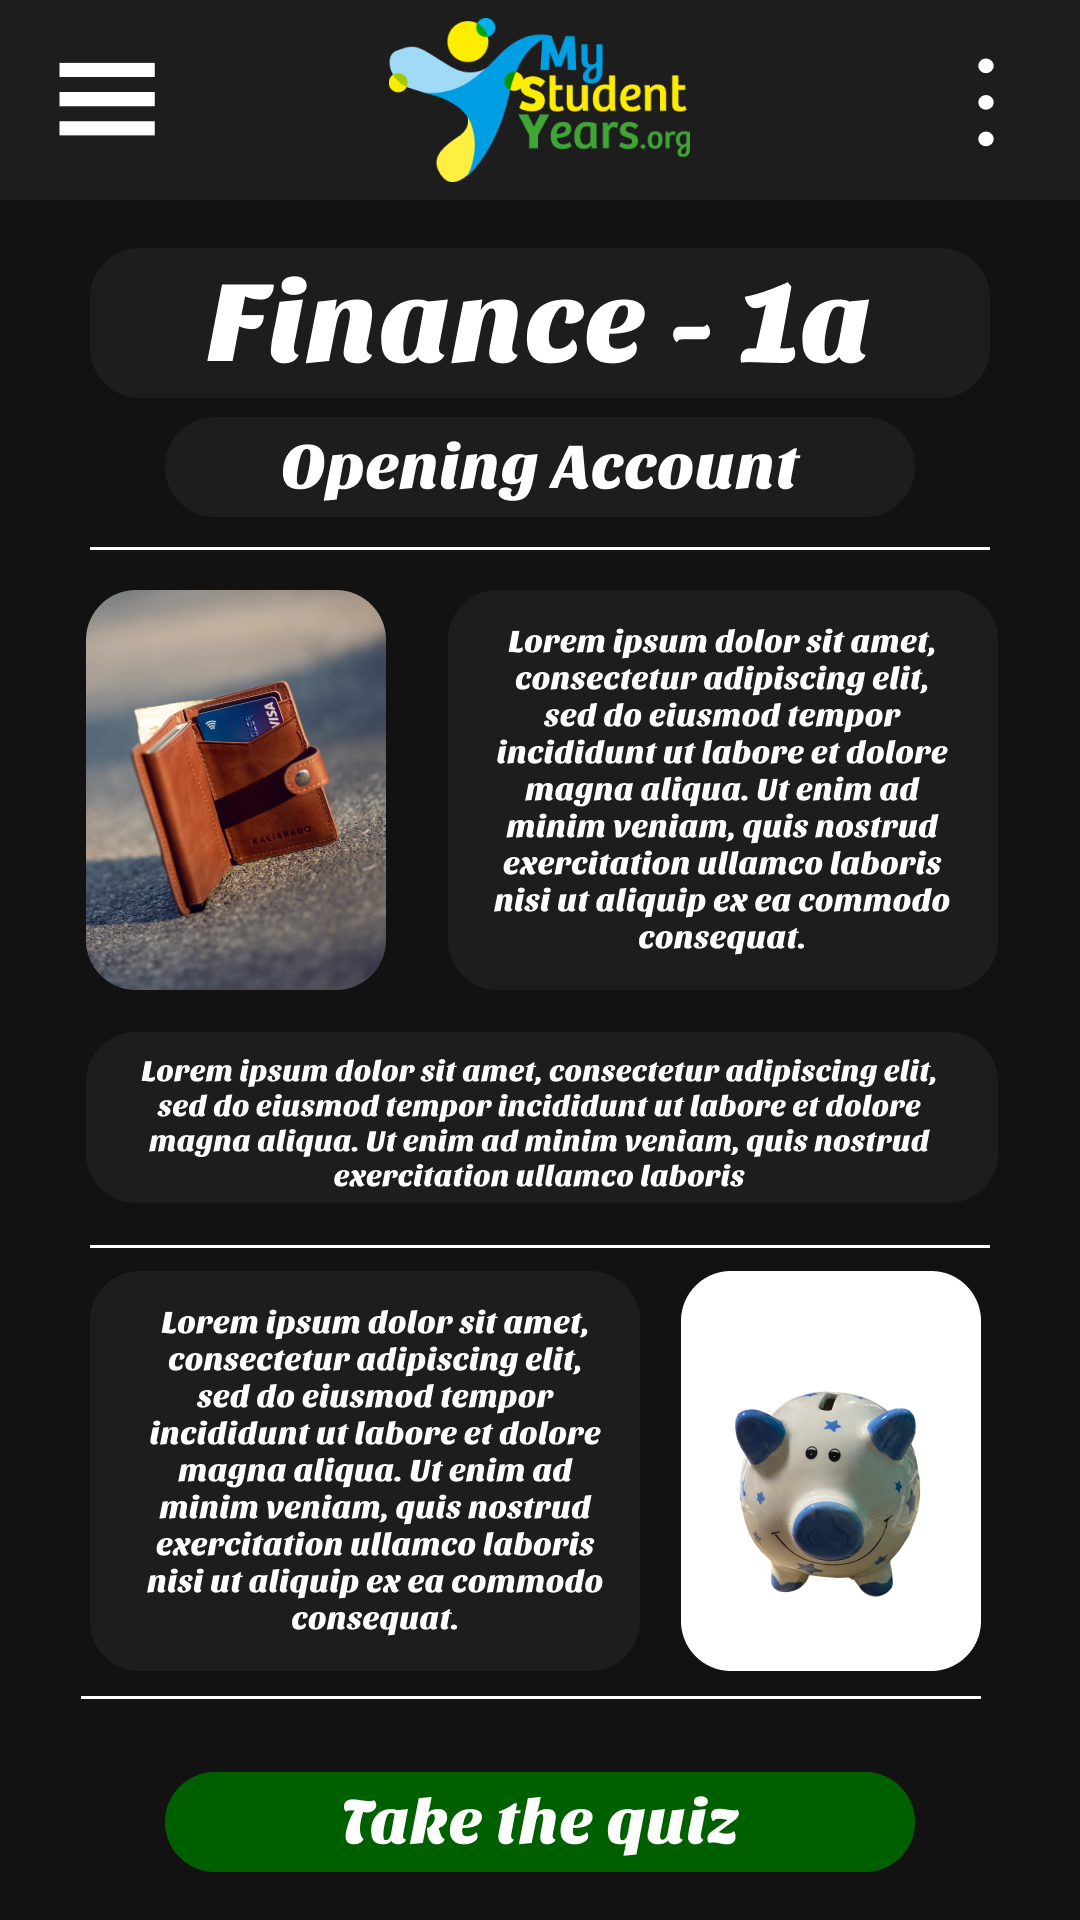 My
Student
Years.org
Finance - 1a
Opening Account
VISA
KALIBRADO
Lorem ipsum dolor sit amet,
consectetur adipiscing elit,
sed do eiusmod tempor
incididunt ut labore et dolore
magna aliqua. Ut enim ad
minim veniam, quis nostrud
exercitation ullamco laboris
nisi ut aliquip ex ea commodo
consequat.
Lorem ipsum dolor sit amet, consectetur adipiscing elit,
sed do eiusmod tempor incididunt ut labore et dolore
magna aliqua. Ut enim ad minim veniam, quis nostrud
exercitation ullamco laboris
Lorem ipsum dolor sit amet,
consectetur adipiscing elit,
sed do eiusmod tempor
incididunt ut labore et dolore
magna aliqua. Ut enim ad
minim veniam, quis nostrud
exercitation ullamco laboris
nisi ut aliquip ex ea commodo
consequat.
Take the quiz